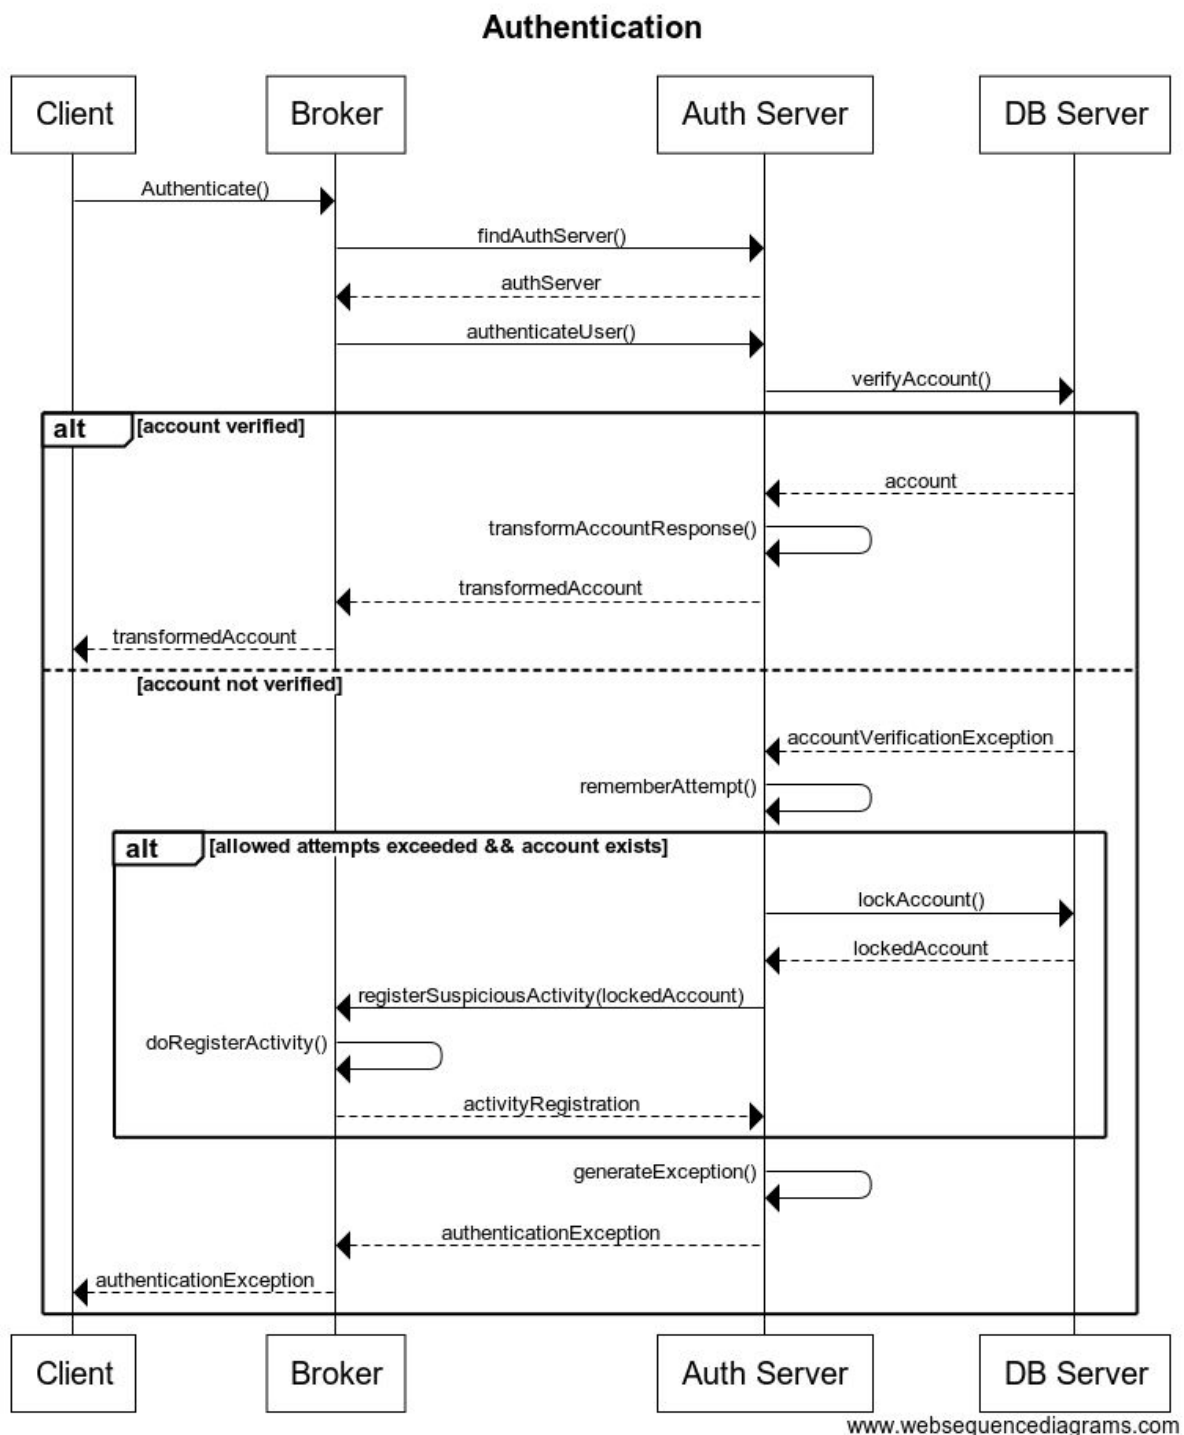 Authentication
Client
Broker
Auth Server
DB Server
Authenticate()
findAuthServer()
authServer
authenticateUser()
verifyAccount()
alt
[account verified]
account
transformAccountResponse()
transformedAccount
transformedAccount
[account not verified]
accountVerificationException
rememberAttempt()
alt
[allowed attempts exceeded && account exists]
lockAccount()
lockedAccount
registerSuspiciousActivity(lockedAccount)
doRegisterActivity()
activityRegistration
generateException()
authenticationException
authenticationException
Client
Broker
Auth Server
DB Server
www.websequencediagrams.com